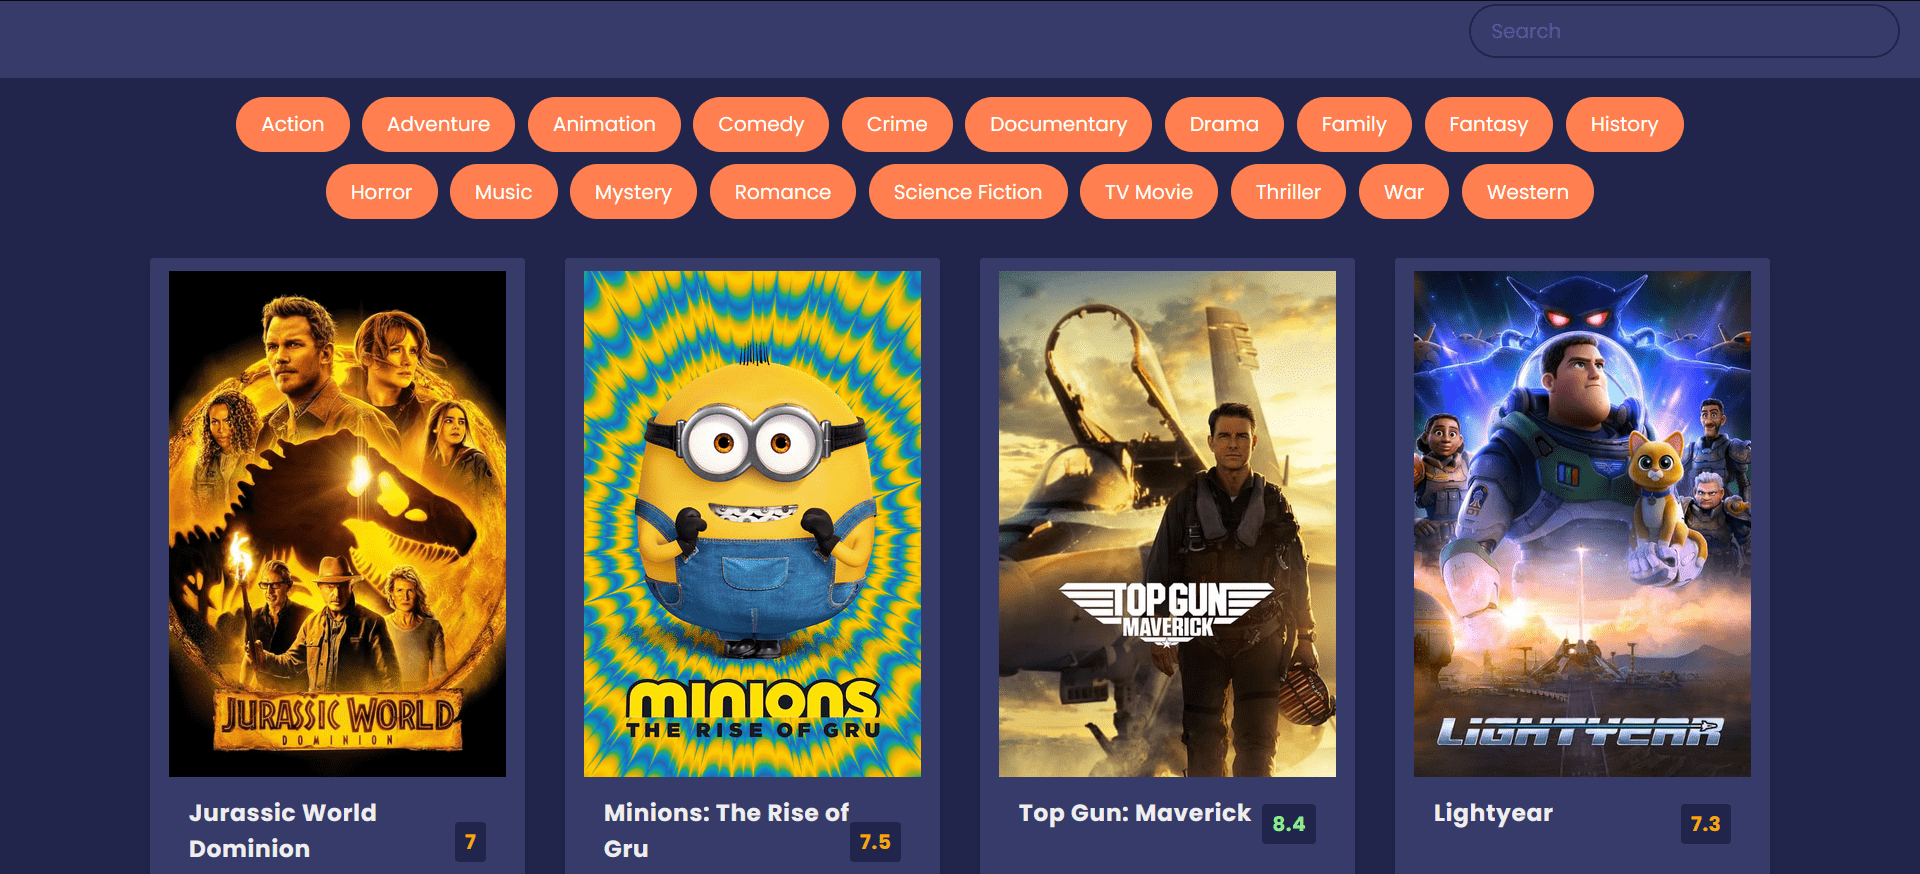 Search
Action Adventure Animation Comedy Crime Documentary Drama Family Fantasy History
Horror Music Mystery Romance Science Fiction TV Movie Thriller War Western
JURASSIC WORLD
DOMINION
minions
THE RISE OF GRU
TOP GUN
MAVERICK
LIGHTYEAR
Jurassic World
Dominion
7
Minions: The Rise of
Gru
7.5
Top Gun: Maverick
8.4
Lightyear
7.3